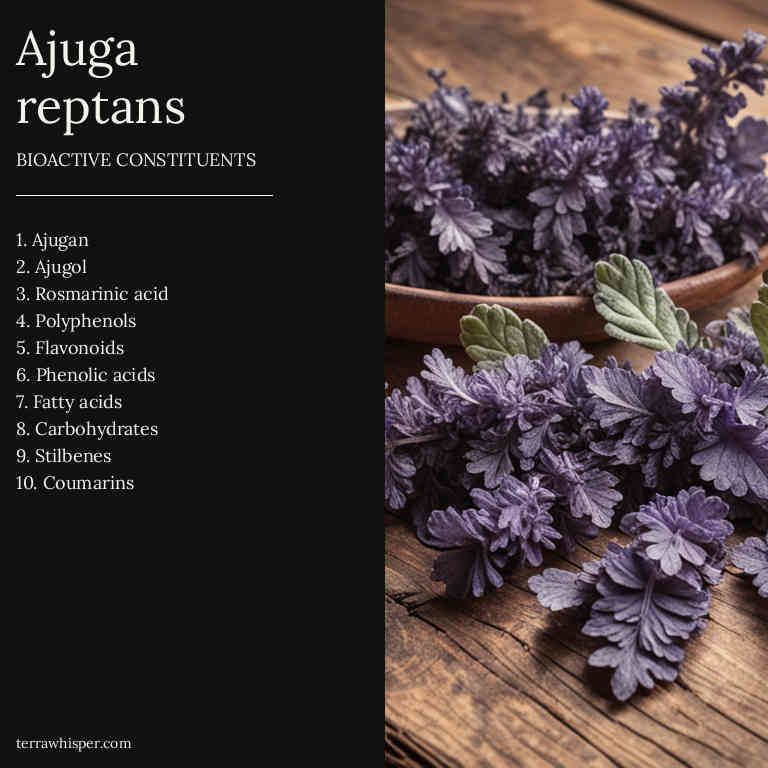 Ajuga
reptans
BIOACTIVE CONSTITUENTS
1. Ajugan
2. Ajugol
3. Rosmarinic acid
4. Polyphenols
5. Flavonoids
6. Phenolic acids
7. Fatty acids
8. Carbohydrates
9. Stilbenes
10. Coumarins
terrawhisper.com